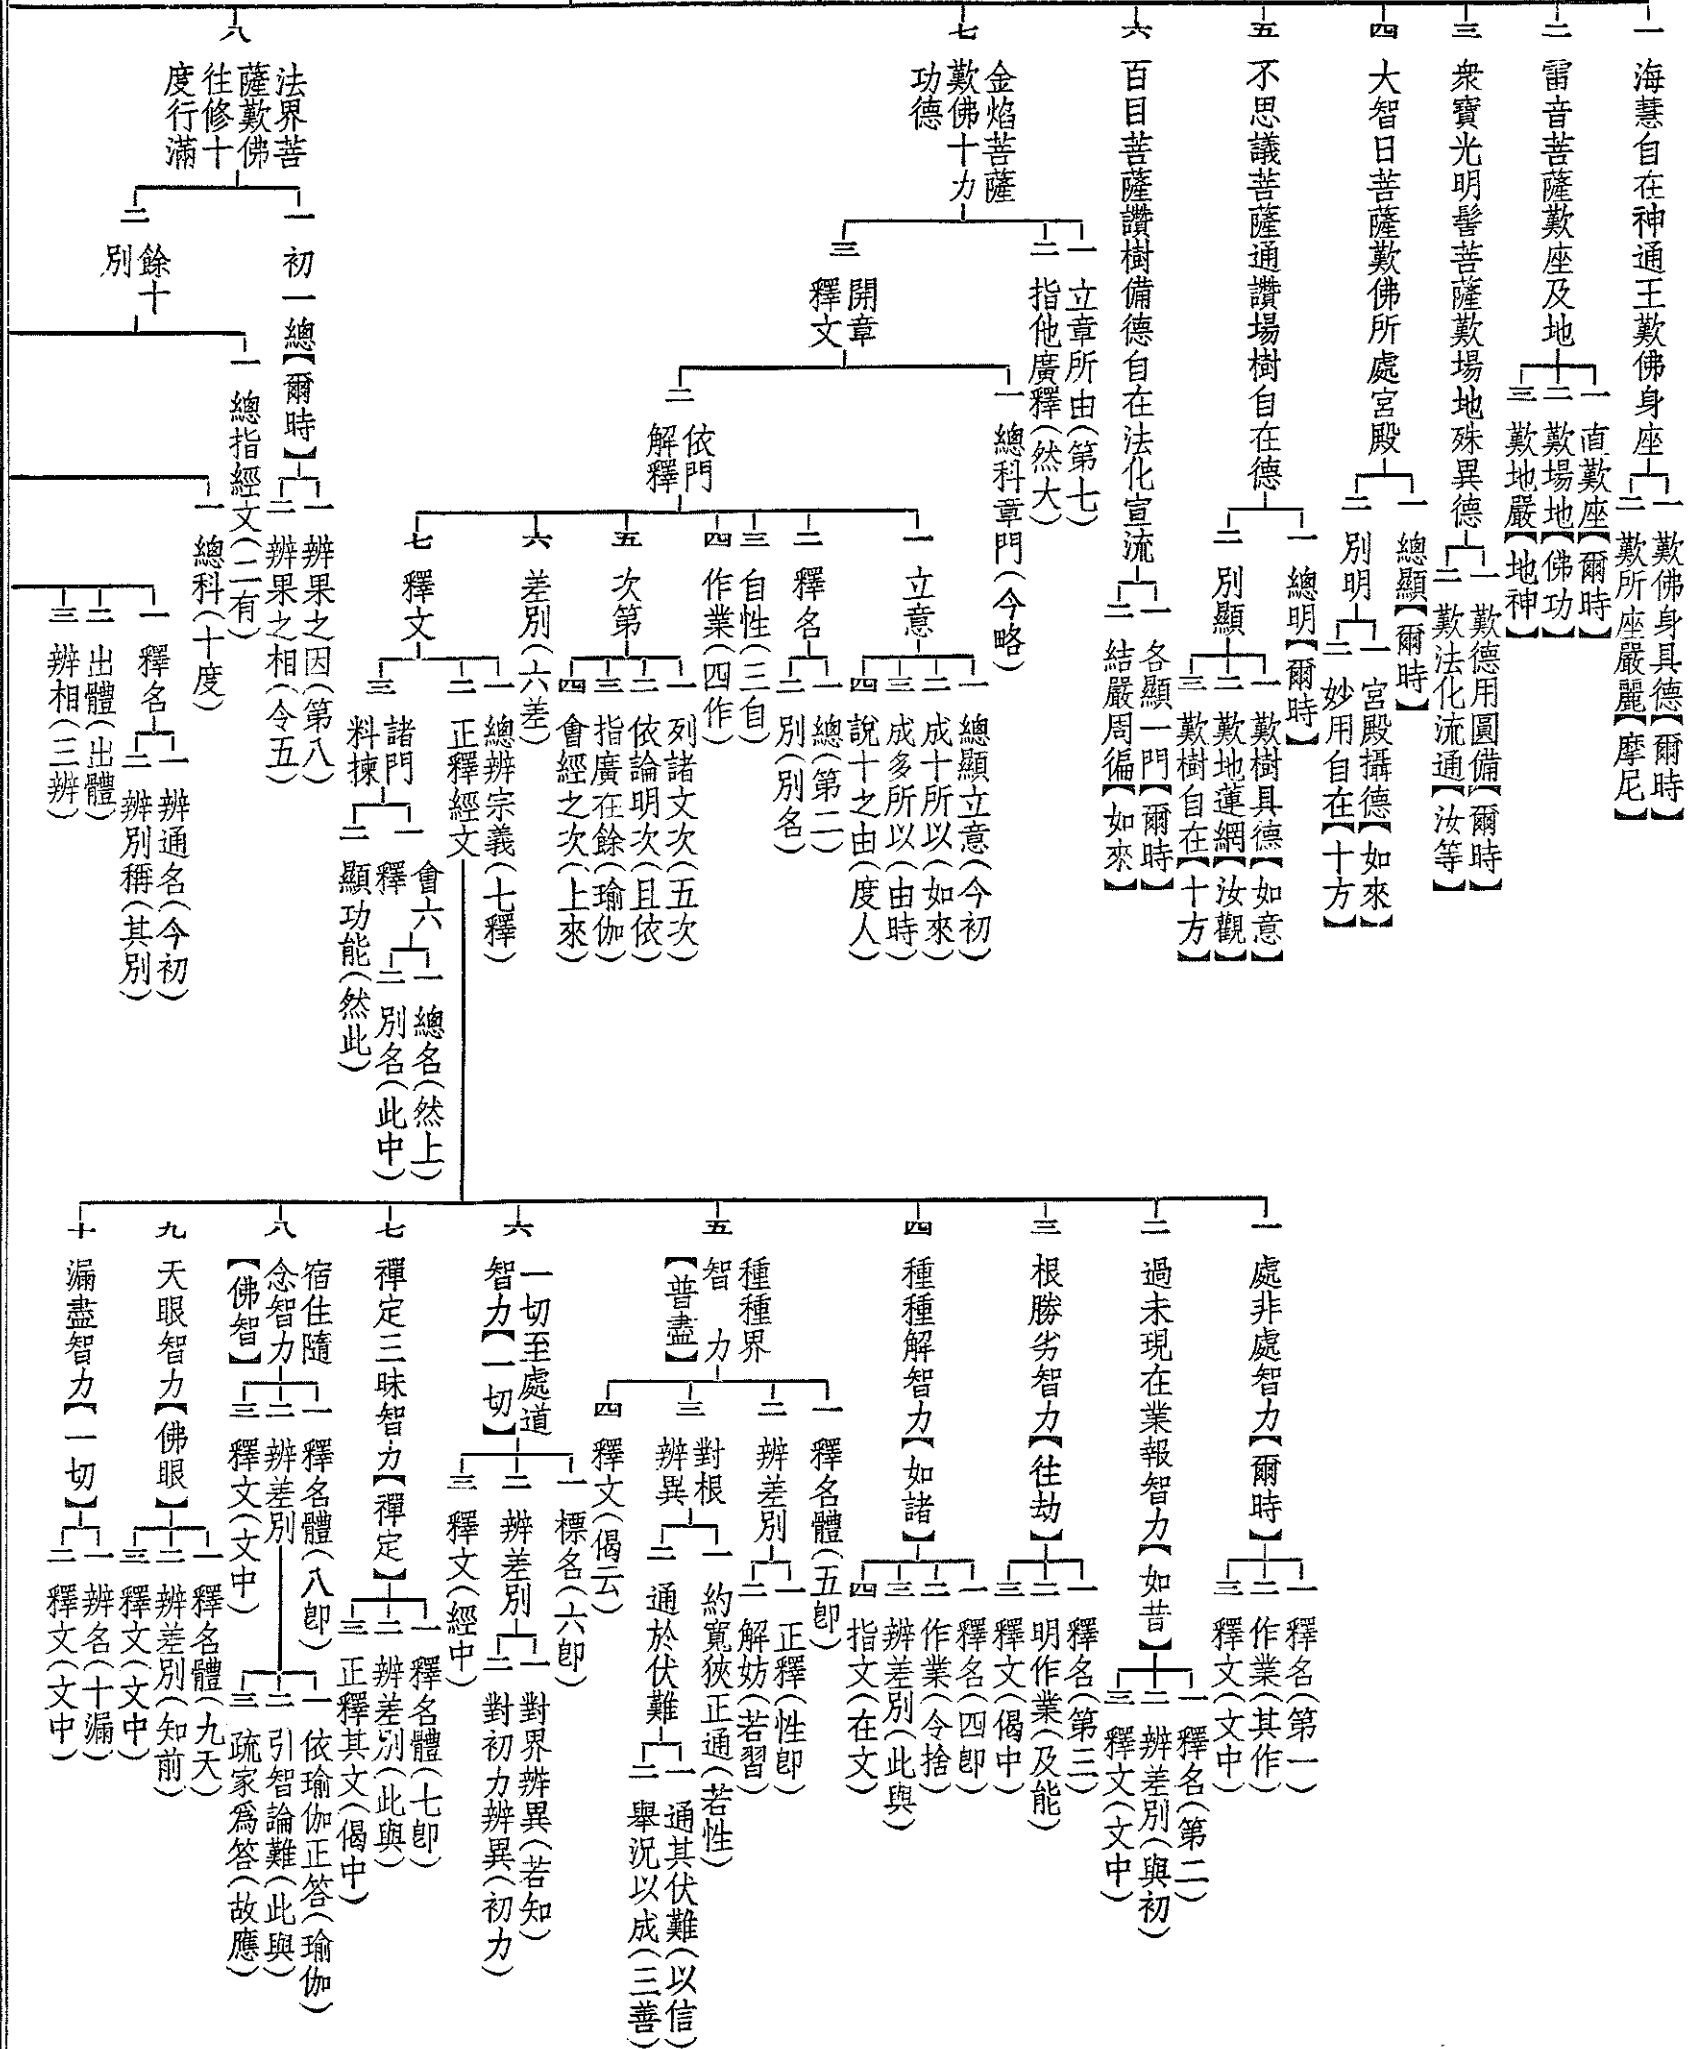 一 海慧自在神通王歎佛身座
一 歎佛身具德【爾時】
二 歎所座嚴麗【摩尼】
二 雷音菩薩歎座及地
一 直歎座【爾時】
二 歎場地【佛功】
三 歎地嚴【地神】
三 衆寶光明髻菩薩歎場地殊異德
一 歎德用圓備【爾時】
二 歎法化流通【汝等】
四 大智日菩薩歎佛所處宮殿
一 總顯【爾時】
二 別明
一 宮殿攝德【如來】
二 妙用自在【十方】
五 不思議菩薩通讚場樹自在德
一 總明【爾時】
二 別顯
一 歎樹具德【如意】
二 歎地蓮網【汝觀】
三 歎樹自在【十方】
六 百目菩薩讚樹備德自在法化宣流
一 各顯一門【爾時】
二 結嚴周徧【如來】
七 金焰菩薩歎佛十力功德
一 立章所由(第七)
二 指他廣釋(然大)
三 開章釋文
一 總科章門(今略)
二 依門解釋
一 立意
一 總顯立意(今初)
二 成十所以(如來)
三 成多所以(由時)
四 說十之由(度人)
二 釋名
一 總(第二)
二 別(別名)
三 自性(三自)
四 作業(四作)
五 次第
一 列諸文次(五次)
二 依論明次(且依)
三 指廣在餘(瑜伽)
四 會經之次(上來)
六 差別(六差)
七 釋文
一 總辨宗義(七釋)
二 正釋經文
一 處非處智力【爾時】
一 釋名(第一)
二 作業(其作)
三 釋文(文中)
二 過未現在業報智力【如昔】
一 釋名(第二)
二 辨差別(與初)
三 釋文(文中)
三 根勝劣智力【往劫】
一 釋名(第三)
二 明作業(及能)
三 釋文(偈中)
四 種種解智力【如諸】
一 釋名(四卽)
二 作業(令捨)
三 辨差別(此與)
四 指文(在文)
五 種種界智力【普盡】
一 釋名體(五卽)
二 辨差別
一 正釋(性卽)
二 解妨(若習)
三 對根辨異
一 約寬狹正通(若性)
二 通於伏難
一 通其伏難(以信)
二 舉況以成(三善)
四 釋文(偈云)
六 一切至處道智力【一切】
一 標名(六卽)
二 辨差別
一 對界辨異(若知)
二 對初力辨異(初力)
三 釋文(經中)
七 禪定三昧智力【禪定】
一 釋名體(七卽)
二 辨差別(此與)
三 正釋其文(偈中)
八 宿住隨念智力【佛智】
一 釋名體(八卽)
二 辨差別
一 依瑜伽正答(瑜伽)
二 引智論難(此與)
三 疏家爲答(故應)
三 釋文(文中)
九 天眼智力【佛眼】
一 釋名體(九天)
二 辨差別(知前)
三 釋文(文中)
十 漏盡智力【一切】
一 辨名(十漏)
二 釋文(文中)
三 諸門料揀
一 會六釋
一 總名(然上)
二 別名(此中)
二 顯功能(然此)
八 法界菩薩歎佛往修十度行滿
一 初一總【爾時】
一 辨果之因(第八)
二 辨果之相(令五)
二 餘十別
一 總指經文(二有)
一 總科(十度)
一 釋名
一 辨通名(今初)
二 辨別稱(其別)
二 出體(出體)
三 辨相(三辨)